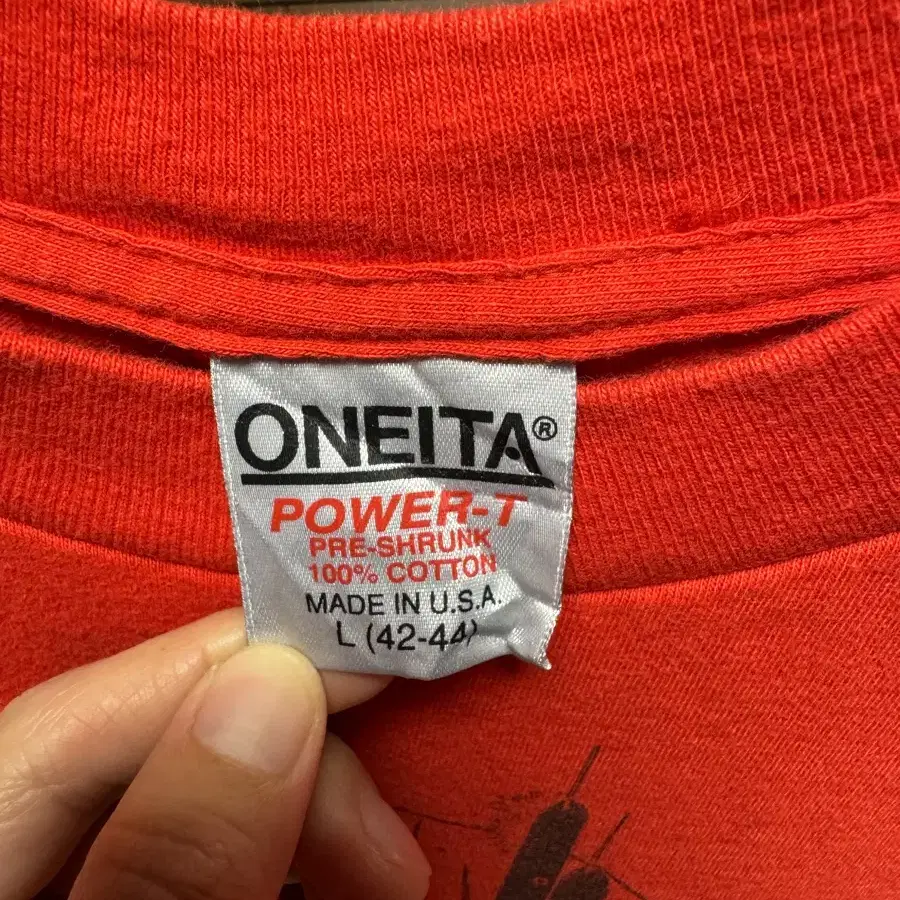 ONEITA®
POWER-T
PRE-SHRUNK
100% COTTON
MADE IN U.S.A.
L (42-44)